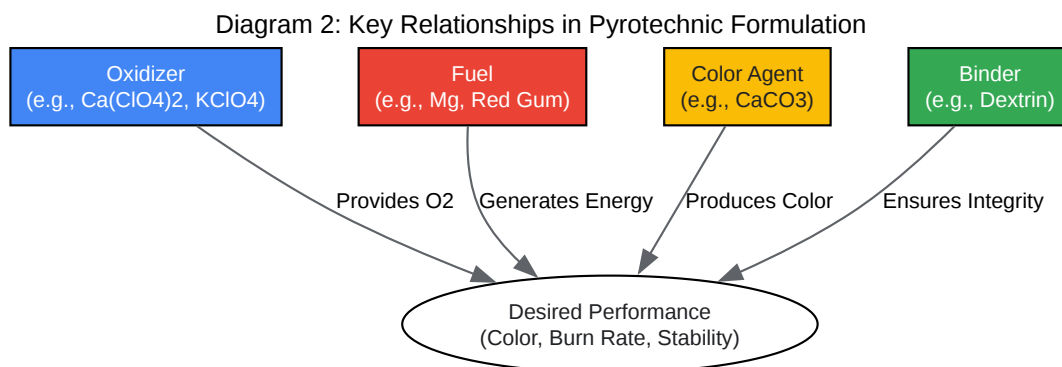 Diagram 2: Key Relationships in Pyrotechnic Formulation
Oxidizer
(e.g., Ca(ClO4)2, KClO4)
Fuel
(e.g., Mg, Red Gum)
Color Agent
(e.g., CaCO3)
Binder
(e.g., Dextrin)
Provides O2
Generates Energy
Produces Color
Ensures Integrity
Desired Performance
(Color, Burn Rate, Stability)